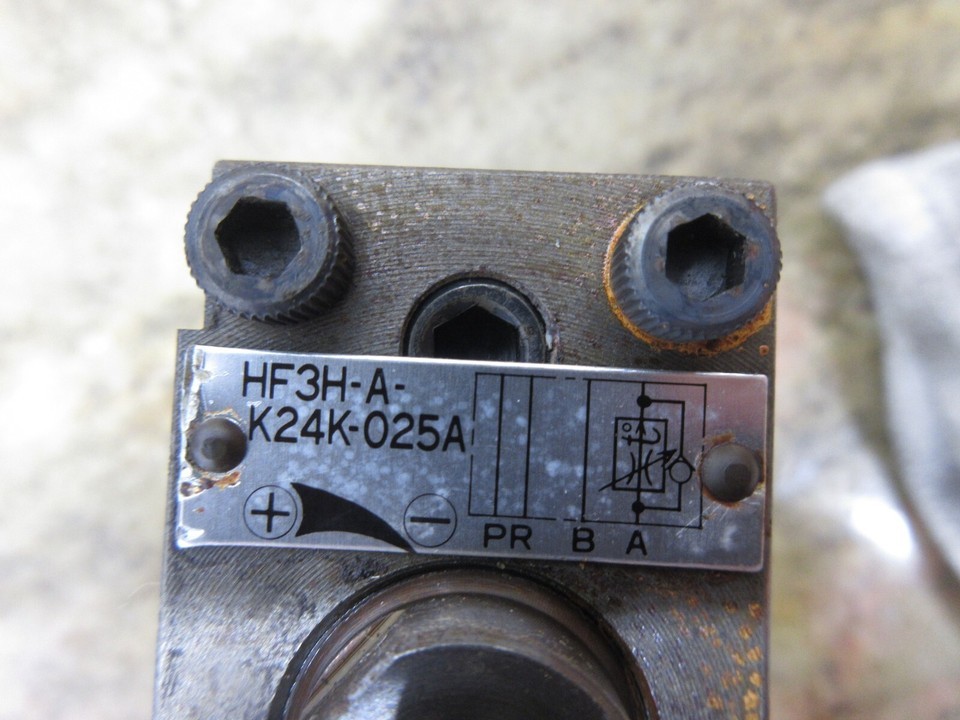 HF3H-A-
K24K-025A
+ −
t° 
PR B A